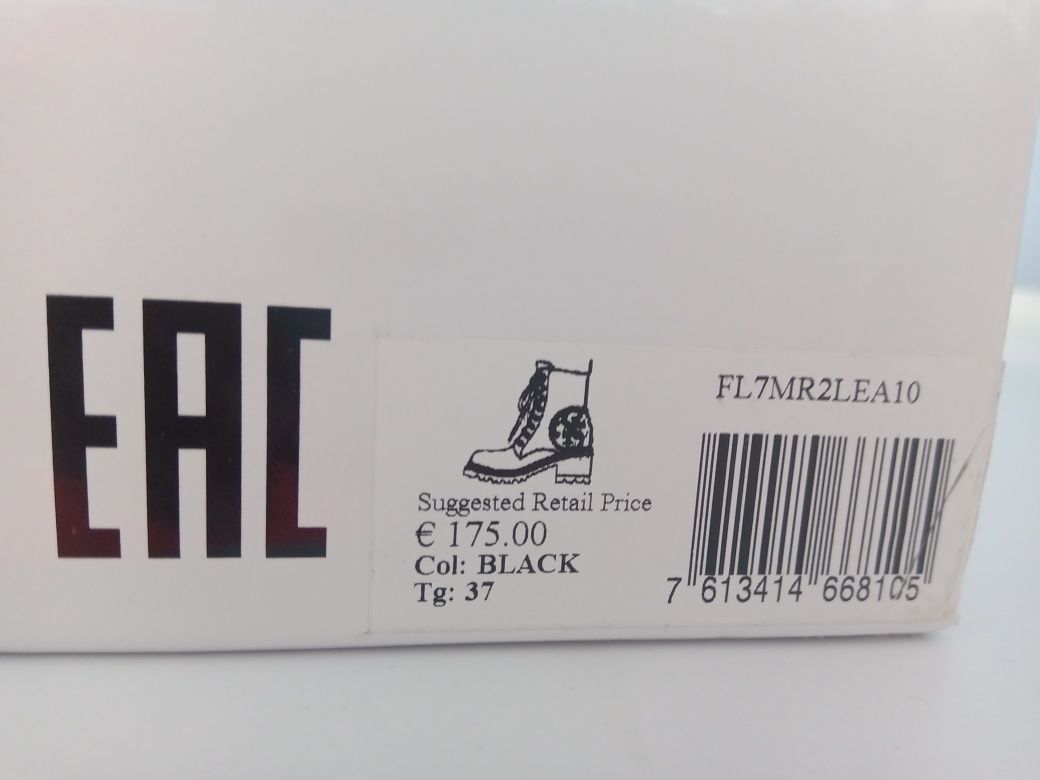 EAC
FL7MR2LEA10
Suggested Retail Price
€ 175.00
Col: BLACK
Tg: 37
7 613414 668105